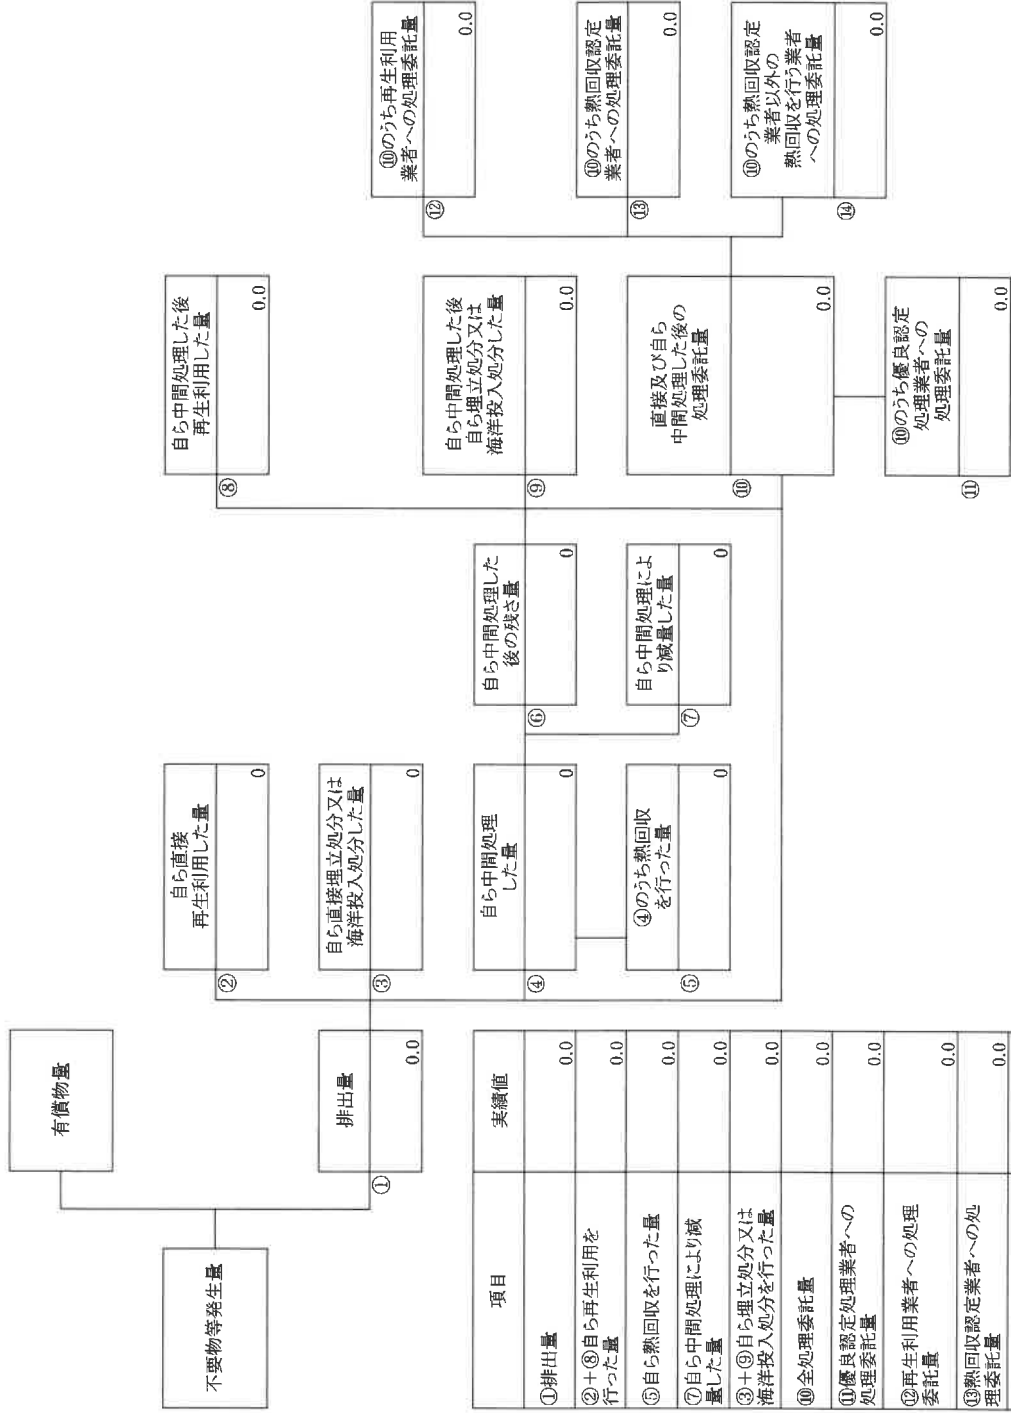 不要物等発生量
有償物量
①
排出量
0.0
②
自ら直接
再生利用した量
0
③
自ら直接埋立処分又は
海洋投入処分した量
0
④
自ら中間処理
した量
0
⑤
④のうち熱回収
を行った量
0
⑥
自ら中間処理した
後の残さ量
0
⑦
自ら中間処理によ
り減量した量
0
⑧
自ら中間処理した後
再生利用した量
0.0
⑨
自ら中間処理した後
自ら埋立処分又は
海洋投入処分した量
0.0
⑩
直接及び自ら
中間処理した後の
処理委託量
0.0
⑪
⑩のうち優良認定
処理業者への
処理委託量
0.0
⑫
⑩のうち再生利用
業者への処理委託量
0.0
⑬
⑩のうち熱回収認定
業者への処理委託量
0.0
⑭
⑩のうち熱回収認定
業者以外の
熱回収を行う業者
への処理委託量
0.0
項目 実績値
①排出量 0.0
②+⑧自ら再生利用を
行った量 0.0
⑤自ら熱回収を行った量 0.0
⑦自ら中間処理により減
量した量 0.0
③+⑨自ら埋立処分又は
海洋投入処分を行った量 0.0
⑩全処理委託量 0.0
⑪優良認定処理業者への
処理委託量 0.0
⑫再生利用業者への処理
委託量 0.0
⑬熱回収認定業者への処
理委託量 0.0